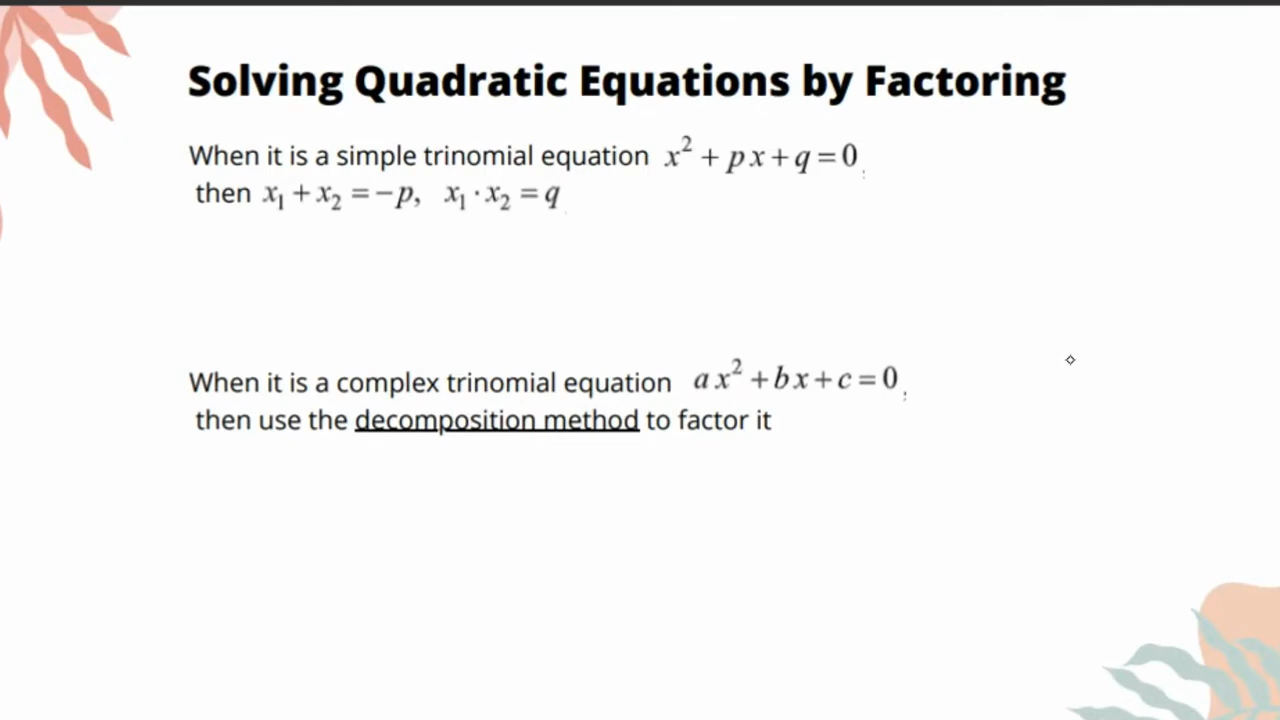 Solving Quadratic Equations by Factoring
When it is a simple trinomial equation x² + px + q = 0
then x₁ + x₂ = −p, x₁ · x₂ = q
When it is a complex trinomial equation ax² + bx + c = 0
then use the decomposition method to factor it